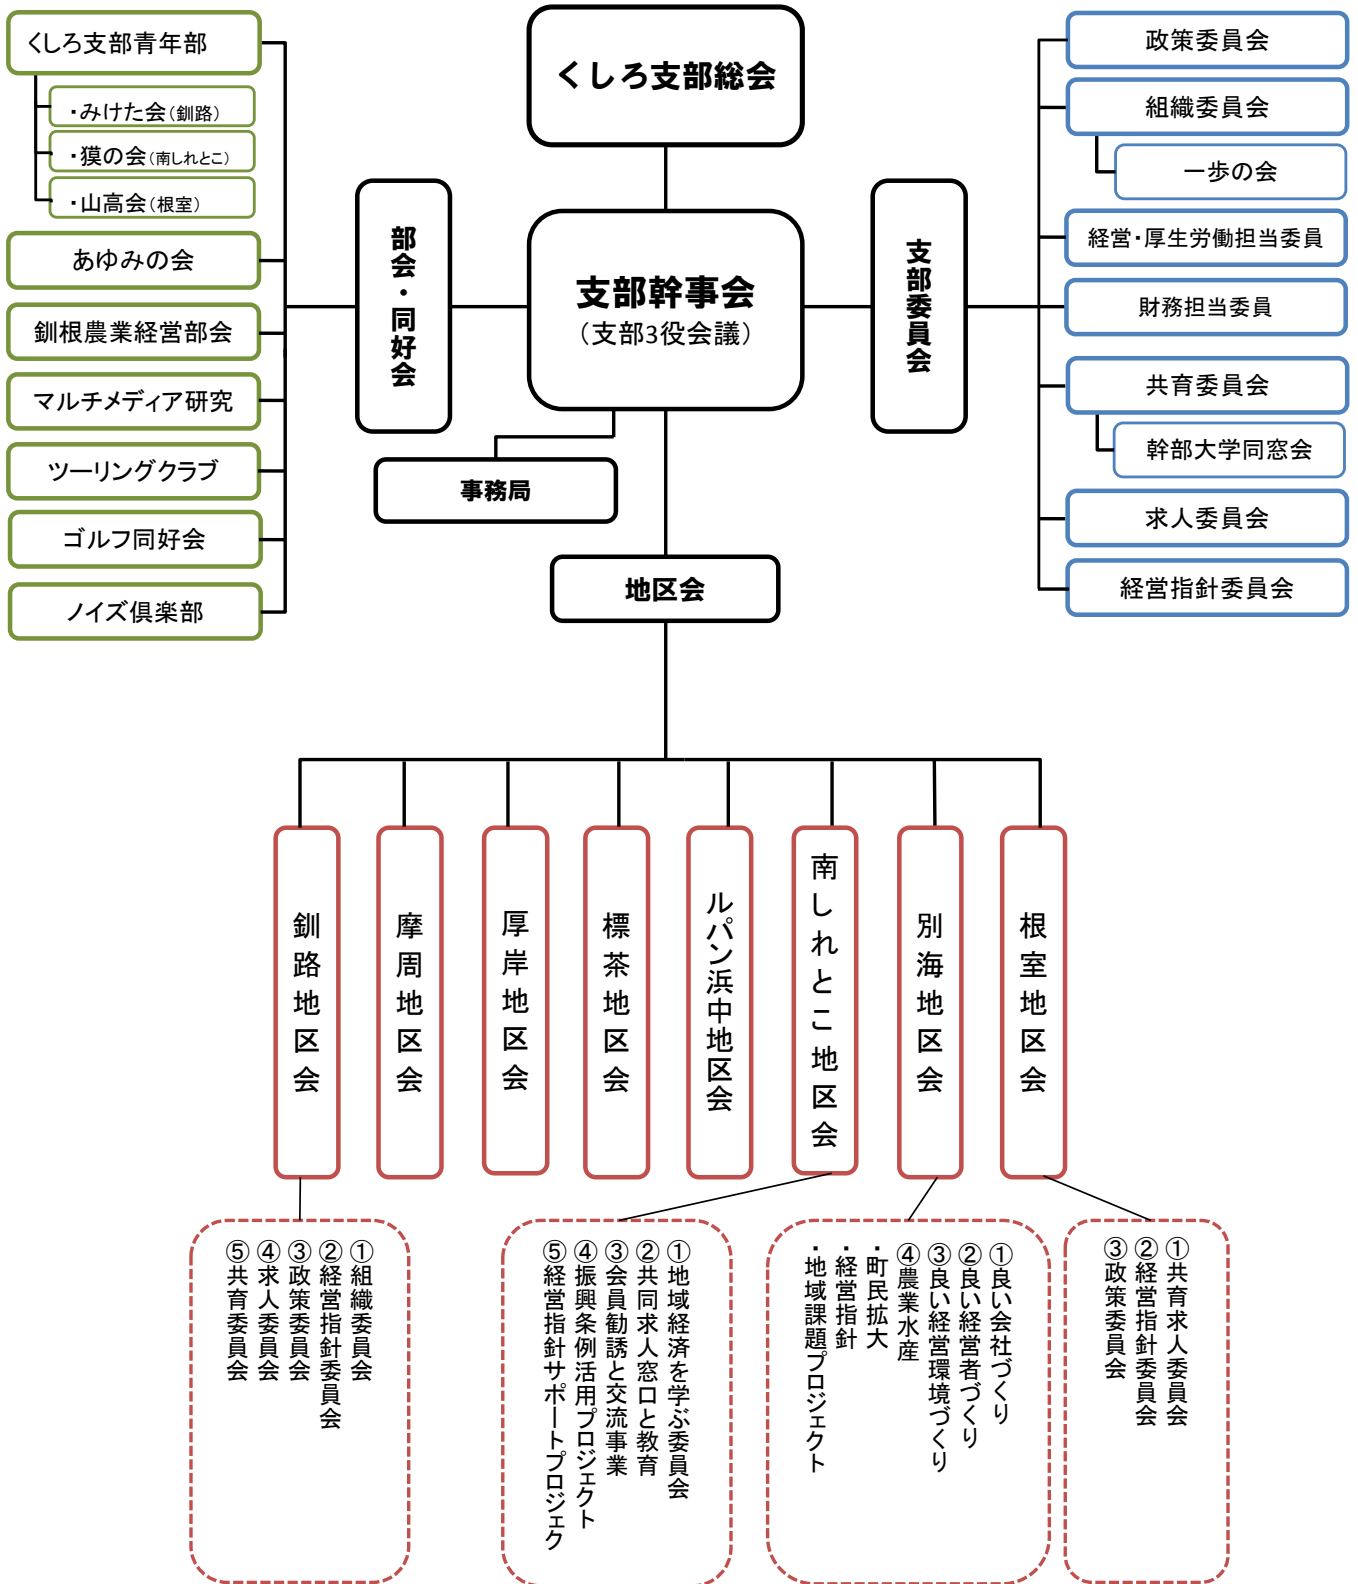 くしろ支部総会
支部幹事会
（支部3役会議）
部会・同好会
支部委員会
事務局
地区会
くしろ支部青年部
・みけた会（釧路）
・獏の会（南しれとこ）
・山高会（根室）
あゆみの会
釧根農業経営部会
マルチメディア研究
ツーリングクラブ
ゴルフ同好会
ノイズ倶楽部
政策委員会
組織委員会
一歩の会
経営・厚生労働担当委員
財務担当委員
共育委員会
幹部大学同窓会
求人委員会
経営指針委員会
釧路地区会
摩周地区会
厚岸地区会
標茶地区会
ルパン浜中地区会
南しれとこ地区会
別海地区会
根室地区会
①組織委員会
②経営指針委員会
③政策委員会
④求人委員会
⑤共育委員会
①地域経済を学ぶ委員会
②共同求人窓口と教育
③会員勧誘と交流事業
④振興条例活用プロジェクト
⑤経営指針サポートプロジェク
①良い会社づくり
②良い経営者づくり
③良い経営環境づくり
④農業水産
・町民拡大
・経営指針
・地域課題プロジェクト
①共育求人委員会
②経営指針委員会
③政策委員会